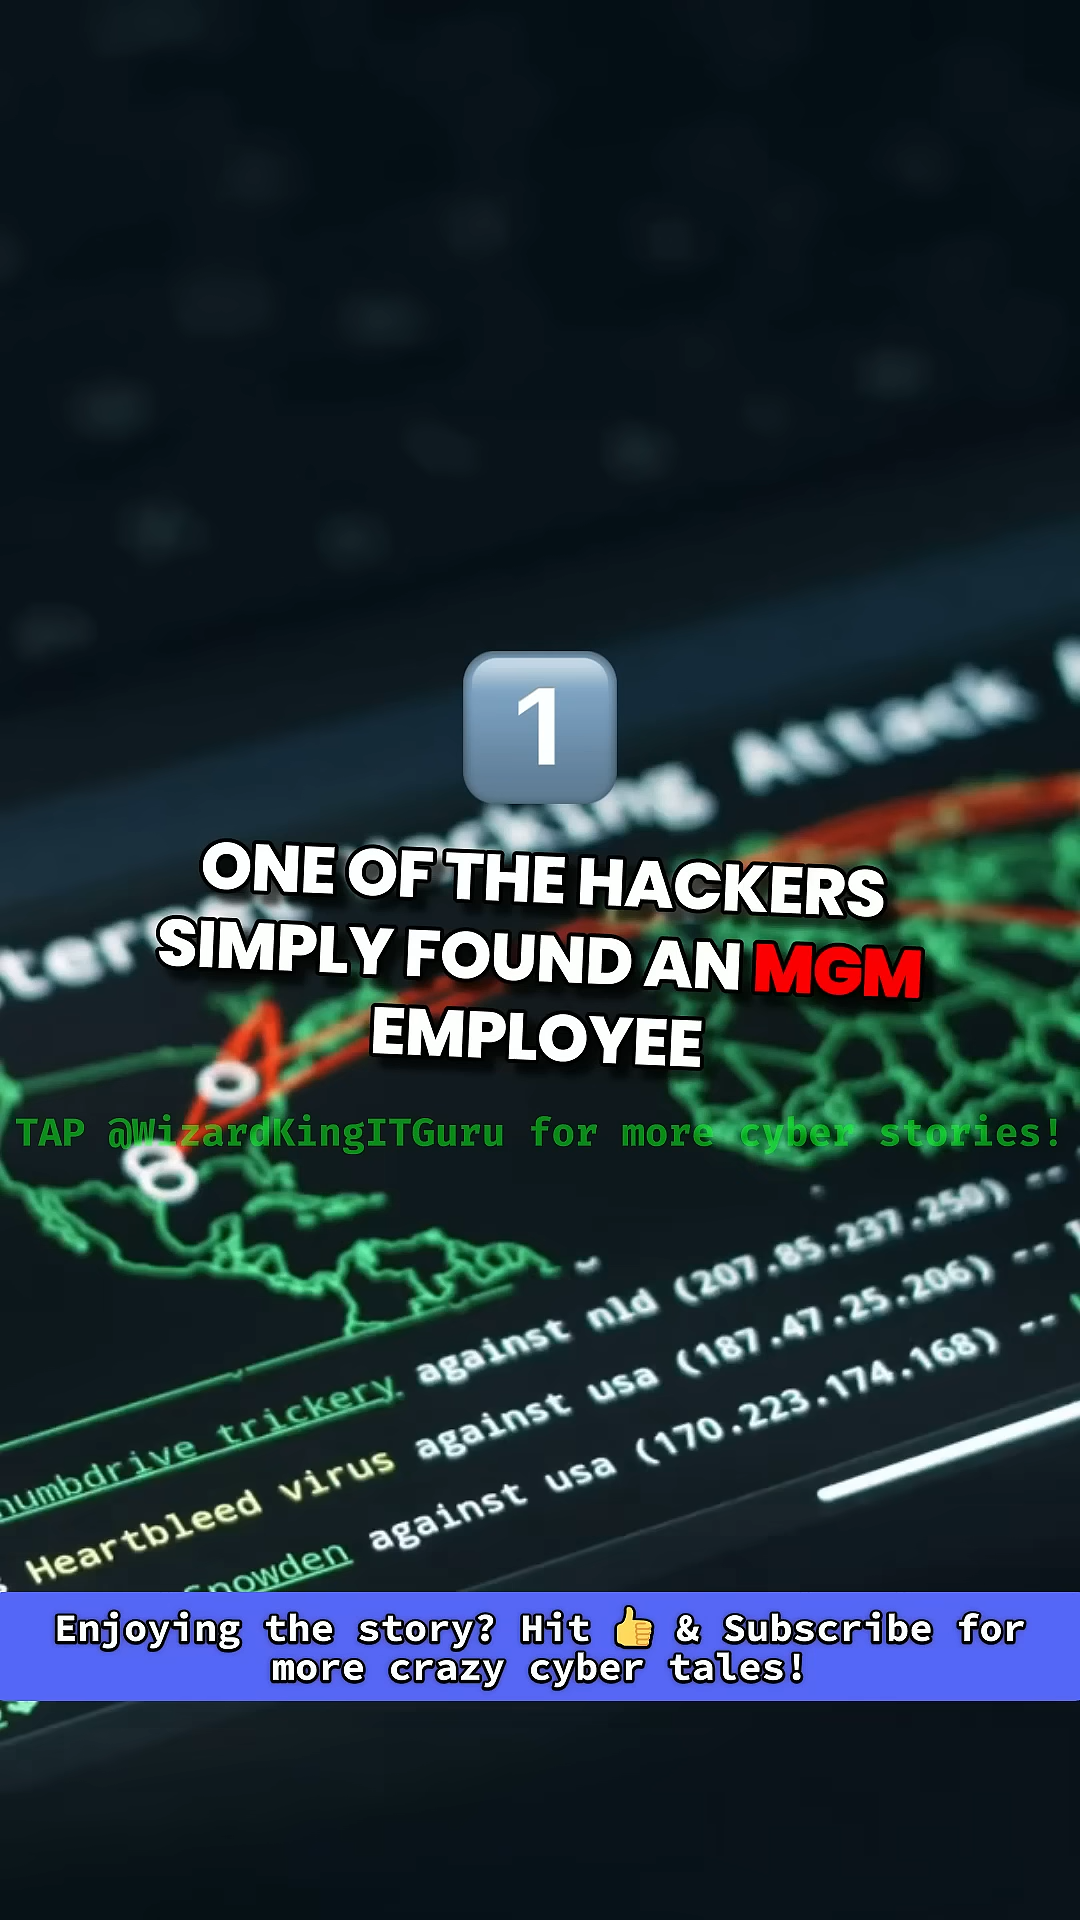 1
Attack
ONE OF THE HACKERS
SIMPLY FOUND AN MGM
EMPLOYEE
TAP @WizardKingITGuru for more cyber stories!
against nld (207.85.237.250) --
trickery
Heartbleed virus against usa (187.47.25.206) --
Snowden against usa (170.223.174.168) --
Enjoying the story? Hit 👍 & Subscribe for
more crazy cyber tales!